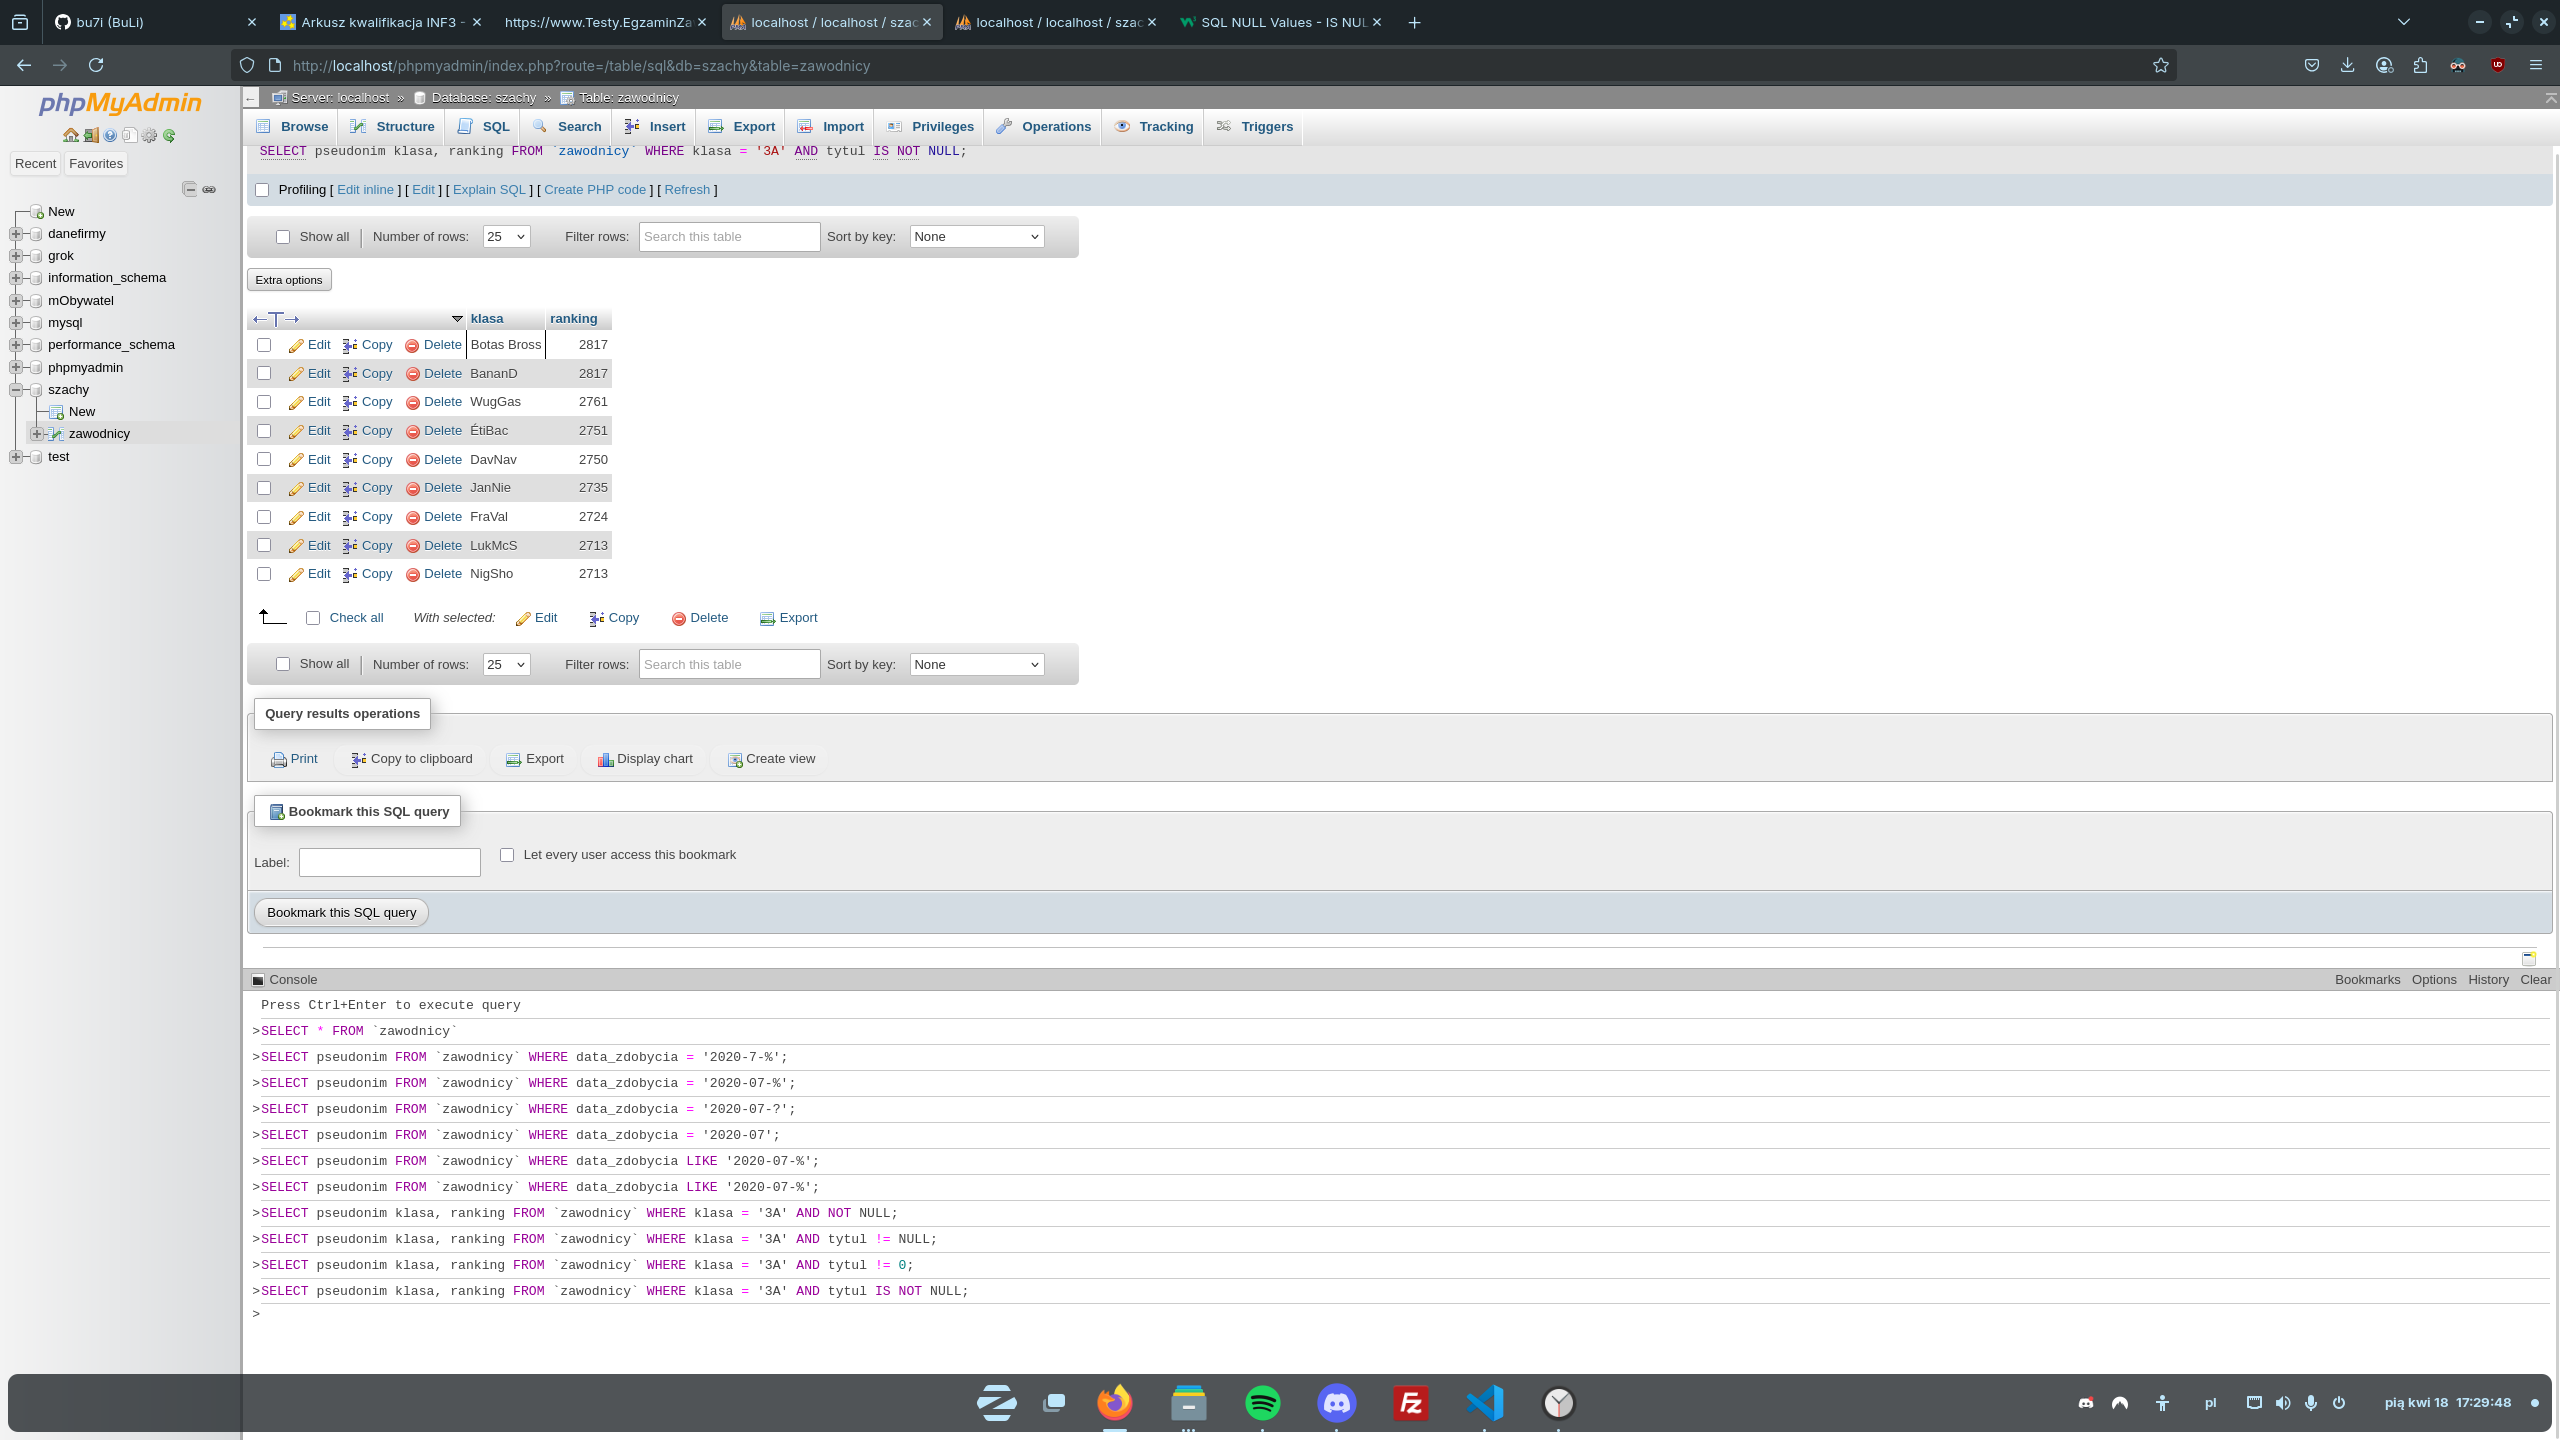 bu7i (BuLi)
Arkusz kwalifikacja INF3 -
https://www.Testy.EgzaminZa
localhost / localhost / szac
localhost / localhost / szac
SQL NULL Values - IS NUL
http://localhost/phpmyadmin/index.php?route=/table/sql&db=szachy&table=zawodnicy
phpMyAdmin
Recent Favorites
New
danefirmy
grok
information_schema
mObywatel
mysql
performance_schema
phpmyadmin
szachy
New
zawodnicy
test
Server: localhost » Database: szachy » Table: zawodnicy
Browse Structure SQL Search Insert Export Import Privileges Operations Tracking Triggers
SELECT pseudonim klasa, ranking FROM `zawodnicy` WHERE klasa = '3A' AND tytul IS NOT NULL;
Profiling [ Edit inline ] [ Edit ] [ Explain SQL ] [ Create PHP code ] [ Refresh ]
Show all Number of rows: 25 Filter rows: Search this table Sort by key: None
Extra options
klasa ranking
Edit Copy Delete Botas Bross 2817
Edit Copy Delete BananD 2817
Edit Copy Delete WugGas 2761
Edit Copy Delete ÉtiBac 2751
Edit Copy Delete DavNav 2750
Edit Copy Delete JanNie 2735
Edit Copy Delete FraVal 2724
Edit Copy Delete LukMcS 2713
Edit Copy Delete NigSho 2713
Check all With selected: Edit Copy Delete Export
Show all Number of rows: 25 Filter rows: Search this table Sort by key: None
Query results operations
Print Copy to clipboard Export Display chart Create view
Bookmark this SQL query
Label: Let every user access this bookmark
Bookmark this SQL query
Console Bookmarks Options History Clear
Press Ctrl+Enter to execute query
>SELECT * FROM `zawodnicy`
>SELECT pseudonim FROM `zawodnicy` WHERE data_zdobycia = '2020-7-%';
>SELECT pseudonim FROM `zawodnicy` WHERE data_zdobycia = '2020-07-%';
>SELECT pseudonim FROM `zawodnicy` WHERE data_zdobycia = '2020-07-?';
>SELECT pseudonim FROM `zawodnicy` WHERE data_zdobycia = '2020-07';
>SELECT pseudonim FROM `zawodnicy` WHERE data_zdobycia LIKE '2020-07-%';
>SELECT pseudonim FROM `zawodnicy` WHERE data_zdobycia LIKE '2020-07-%';
>SELECT pseudonim klasa, ranking FROM `zawodnicy` WHERE klasa = '3A' AND NOT NULL;
>SELECT pseudonim klasa, ranking FROM `zawodnicy` WHERE klasa = '3A' AND tytul != NULL;
>SELECT pseudonim klasa, ranking FROM `zawodnicy` WHERE klasa = '3A' AND tytul != 0;
>SELECT pseudonim klasa, ranking FROM `zawodnicy` WHERE klasa = '3A' AND tytul IS NOT NULL;
>
pl
pią kwi 18 17:29:48